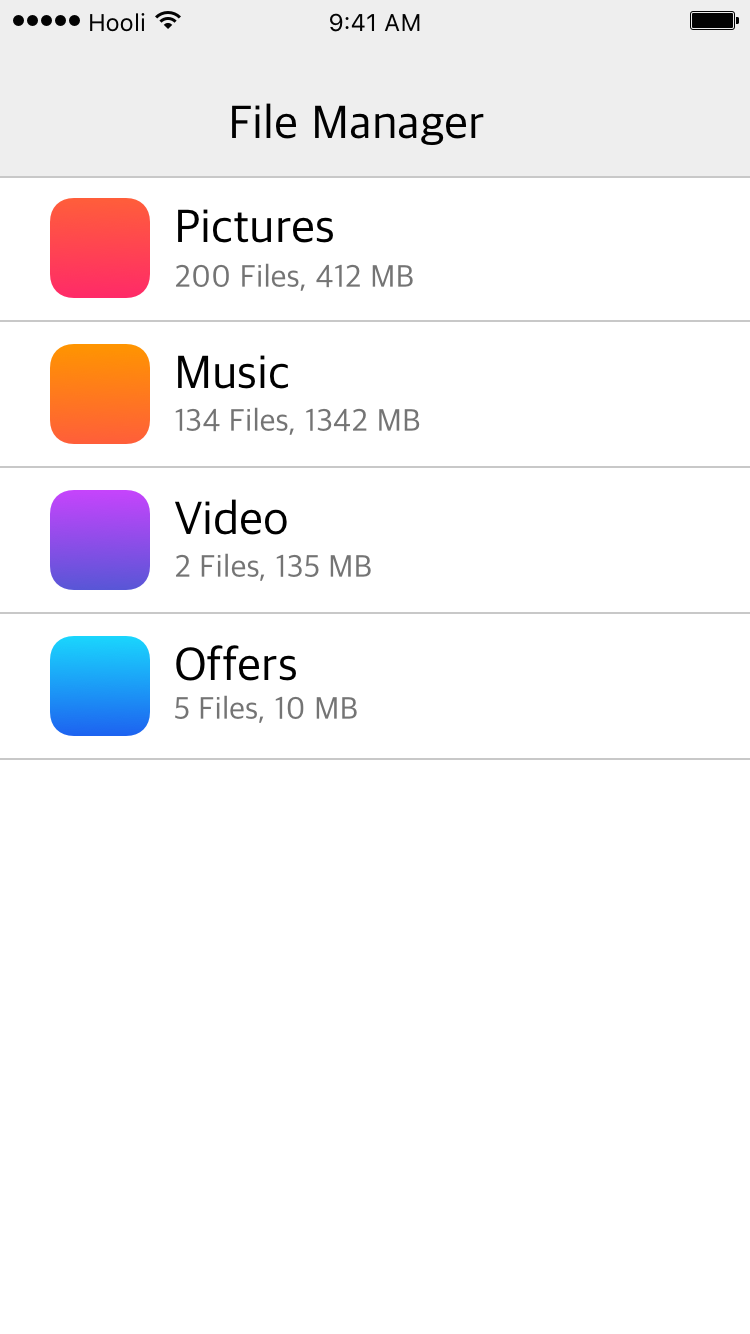 Hooli 9:41 AM
File Manager
Pictures
200 Files, 412 MB
Music
134 Files, 1342 MB
Video
2 Files, 135 MB
Offers
5 Files, 10 MB